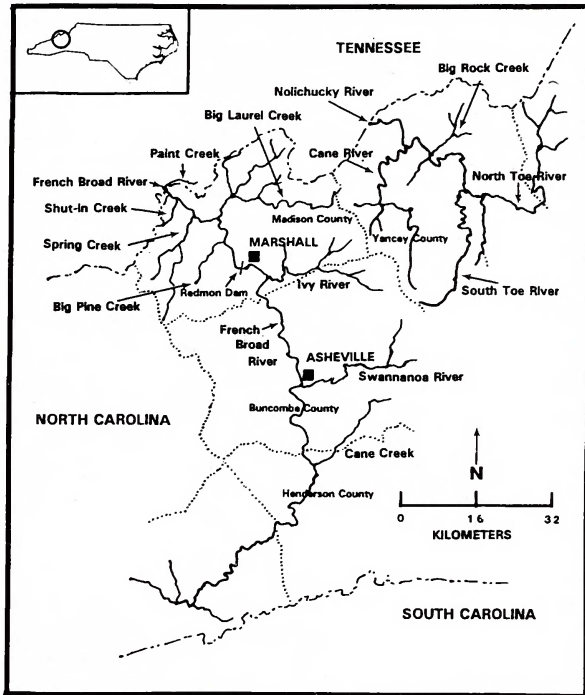 TENNESSEE
Big Rock Creek
Nolichucky River
Big Laurel Creek
Paint Creek
Cane River
French Broad River
North Toe River
Shut-In Creek
Madison County
Spring Creek
MARSHALL
Yancey County
Ivy River
South Toe River
Redmon Dam
Big Pine Creek
French
Broad
River
ASHEVILLE
Swannanoa River
NORTH CAROLINA
Buncombe County
Cane Creek
N
Henderson County
0 16 32
KILOMETERS
SOUTH CAROLINA